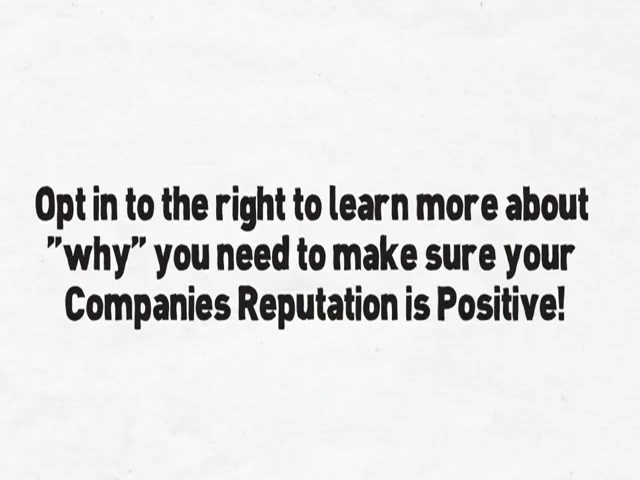 Opt in to the right to learn more about
"why" you need to make sure your
Companies Reputation is Positive!